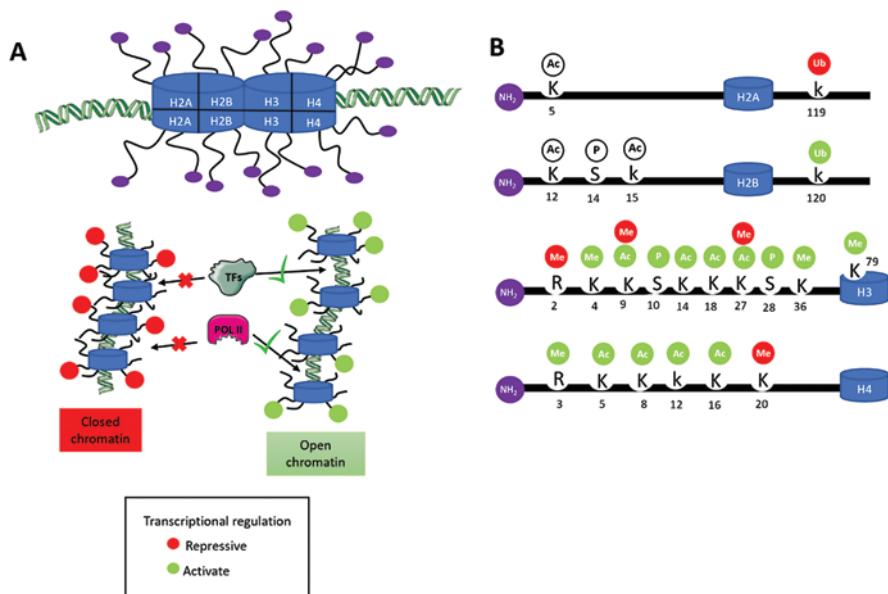 A
H2A H2B H3 H4
H2A H2B H3 H4
TFs
POL II
Closed
chromatin
Open
chromatin
Transcriptional regulation
Repressive
Activate
B
Ac Ub
NH2 K H2A k
5 119
Ac P Ac Ub
NH2 K S k H2B k
12 14 15 120
Me Me
Me Me Ac P Ac Ac Ac P Me Me
NH2 R K K S K K K S K K 79 H3
2 4 9 10 14 18 27 28 36
Me Ac Ac Ac Ac Me
NH2 R K K k K K H4
3 5 8 12 16 20